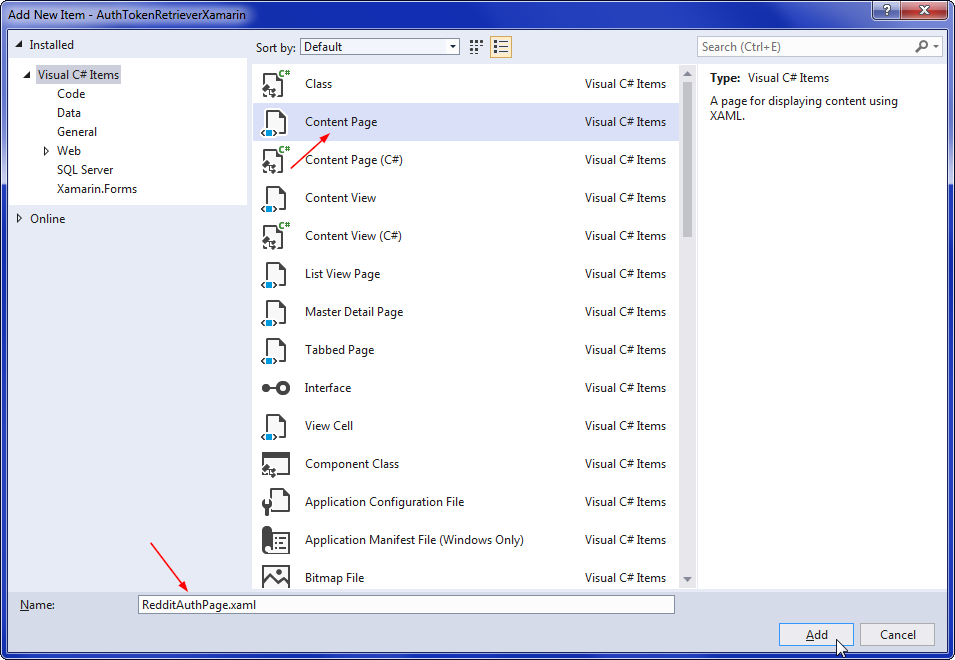 Add New Item - AuthTokenRetrieverXamarin
?
Installed
Sort by: Default
Search (Ctrl+E)
Visual C# Items
Code
Data
General
Web
SQL Server
Xamarin.Forms
Online
C# Class Visual C# Items
Content Page Visual C# Items
C# Content Page (C#) Visual C# Items
Content View Visual C# Items
C# Content View (C#) Visual C# Items
List View Page Visual C# Items
Master Detail Page Visual C# Items
Tabbed Page Visual C# Items
Interface Visual C# Items
View Cell Visual C# Items
Component Class Visual C# Items
Application Configuration File Visual C# Items
Application Manifest File (Windows Only) Visual C# Items
Bitmap File Visual C# Items
Type: Visual C# Items
A page for displaying content using
XAML.
Name: RedditAuthPage.xaml
Add Cancel